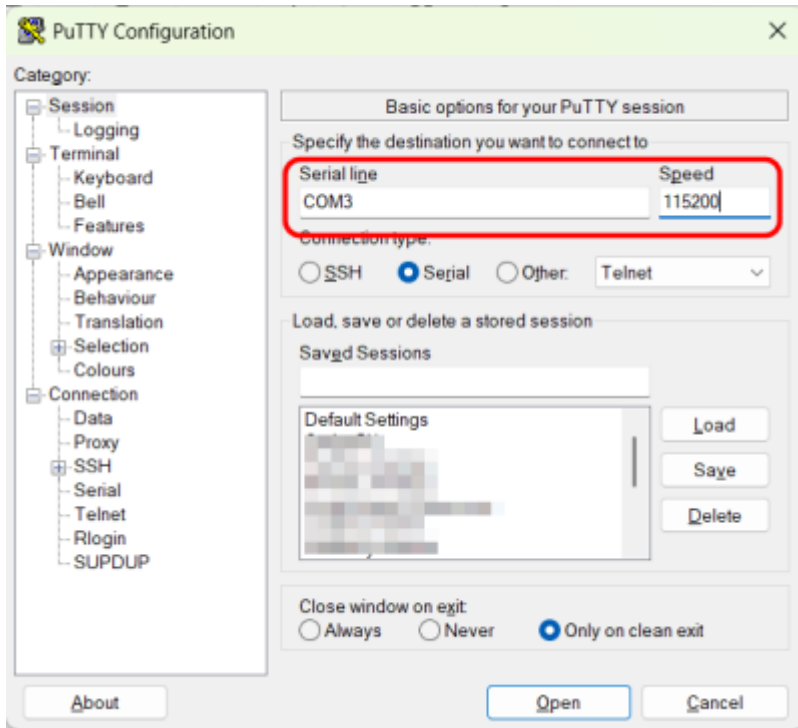 PuTTY Configuration
Category:
Session
Logging
Terminal
Keyboard
Bell
Features
Window
Appearance
Behaviour
Translation
Selection
Colours
Connection
Data
Proxy
SSH
Serial
Telnet
Rlogin
SUPDUP
Basic options for your PuTTY session
Specify the destination you want to connect to
Serial line Speed
COM3 115200
Connection type:
SSH Serial Other: Telnet
Load, save or delete a stored session
Saved Sessions
Default Settings
Load
Save
Delete
Close window on exit:
Always Never Only on clean exit
About Open Cancel